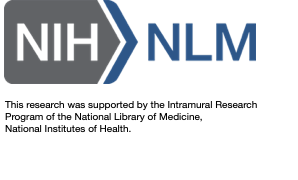 NIH NLM
This research was supported by the Intramural Research
Program of the National Library of Medicine,
National Institutes of Health.